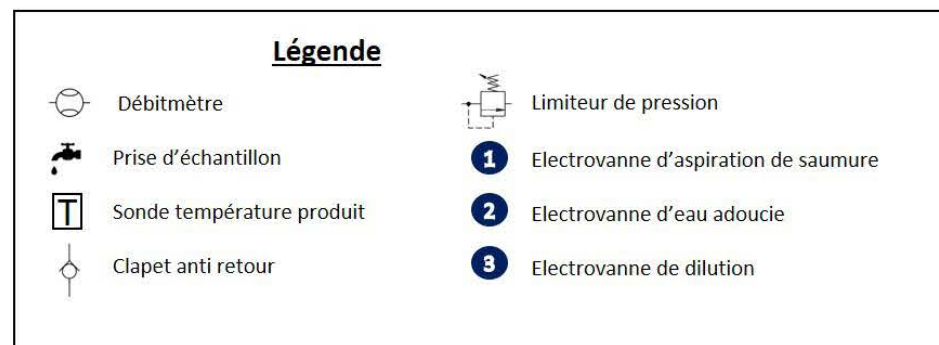 Légende
Débitmètre
Prise d'échantillon
T Sonde température produit
Clapet anti retour
Limiteur de pression
1 Electrovanne d'aspiration de saumure
2 Electrovanne d'eau adoucie
3 Electrovanne de dilution